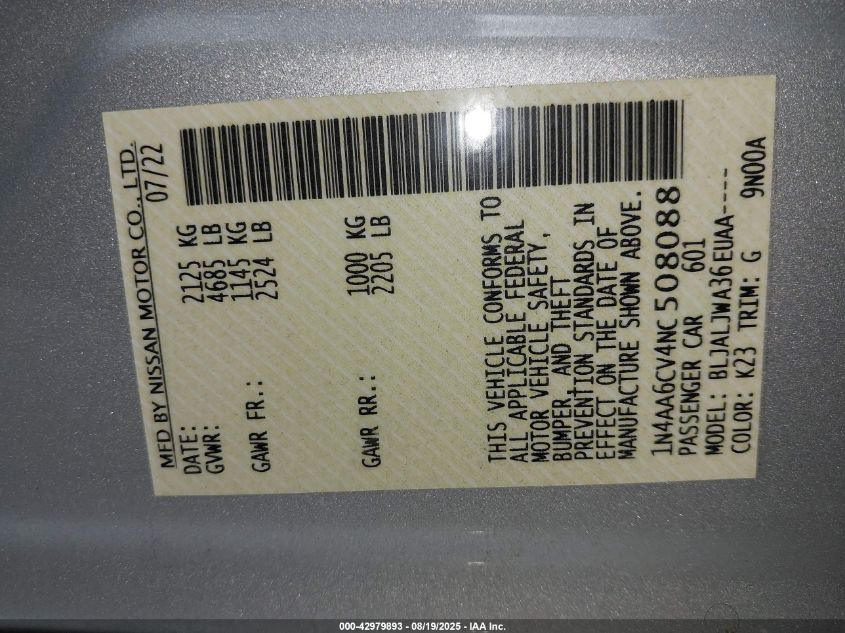 MFD BY NISSAN MOTOR CO., LTD.
DATE: 07/22
GVWR: 2125 KG
4685 LB
GAWR FR.: 1145 KG
2524 LB
GAWR RR.: 1000 KG
2205 LB
THIS VEHICLE CONFORMS TO
ALL APPLICABLE FEDERAL
MOTOR VEHICLE SAFETY,
BUMPER, AND THEFT
PREVENTION STANDARDS IN
EFFECT ON THE DATE OF
MANUFACTURE SHOWN ABOVE.
1N4AA6CV4NC508088
PASSENGER CAR 601
MODEL: BLJALJWA36EUAA----
COLOR: K23 TRIM: G 9N00A
000-42979893 - 08/19/2025 - IAA Inc.